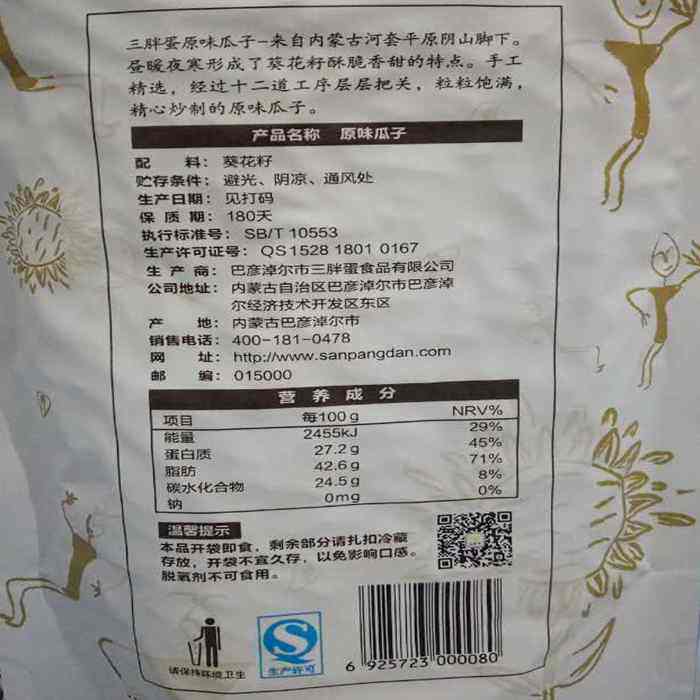 三胖蛋原味瓜子-来自内蒙古河套平原阴山脚下。
昼暖夜寒形成了葵花籽酥脆香甜的特点。手工
精选，经过十二道工序层层把关，粒粒饱满，
精心炒制的原味瓜子。
产品名称 原味瓜子
配 料：葵花籽
贮存条件：避光、阴凉、通风处
生产日期：见打码
保 质 期：180天
执行标准号：SB/T 10553
生产许可证号：QS1528 1801 0167
生 产 商：巴彦淖尔市三胖蛋食品有限公司
公司地址：内蒙古自治区巴彦淖尔市巴彦淖
尔经济技术开发区东区
产 地：内蒙古巴彦淖尔市
销售电话：400-181-0478
网 址：http://www.sanpangdan.com
邮 编：015000
营 养 成 分
项目 每100g NRV%
能量 2455kJ 29%
蛋白质 27.2g 45%
脂肪 42.6g 71%
碳水化合物 24.5g 8%
钠 0mg 0%
温馨提示
本品开袋即食，剩余部分请扎扣冷藏
存放，开袋不宜久存，以免影响口感。
脱氧剂不可食用。
请保持环境卫生
生产许可
6 925723 000080